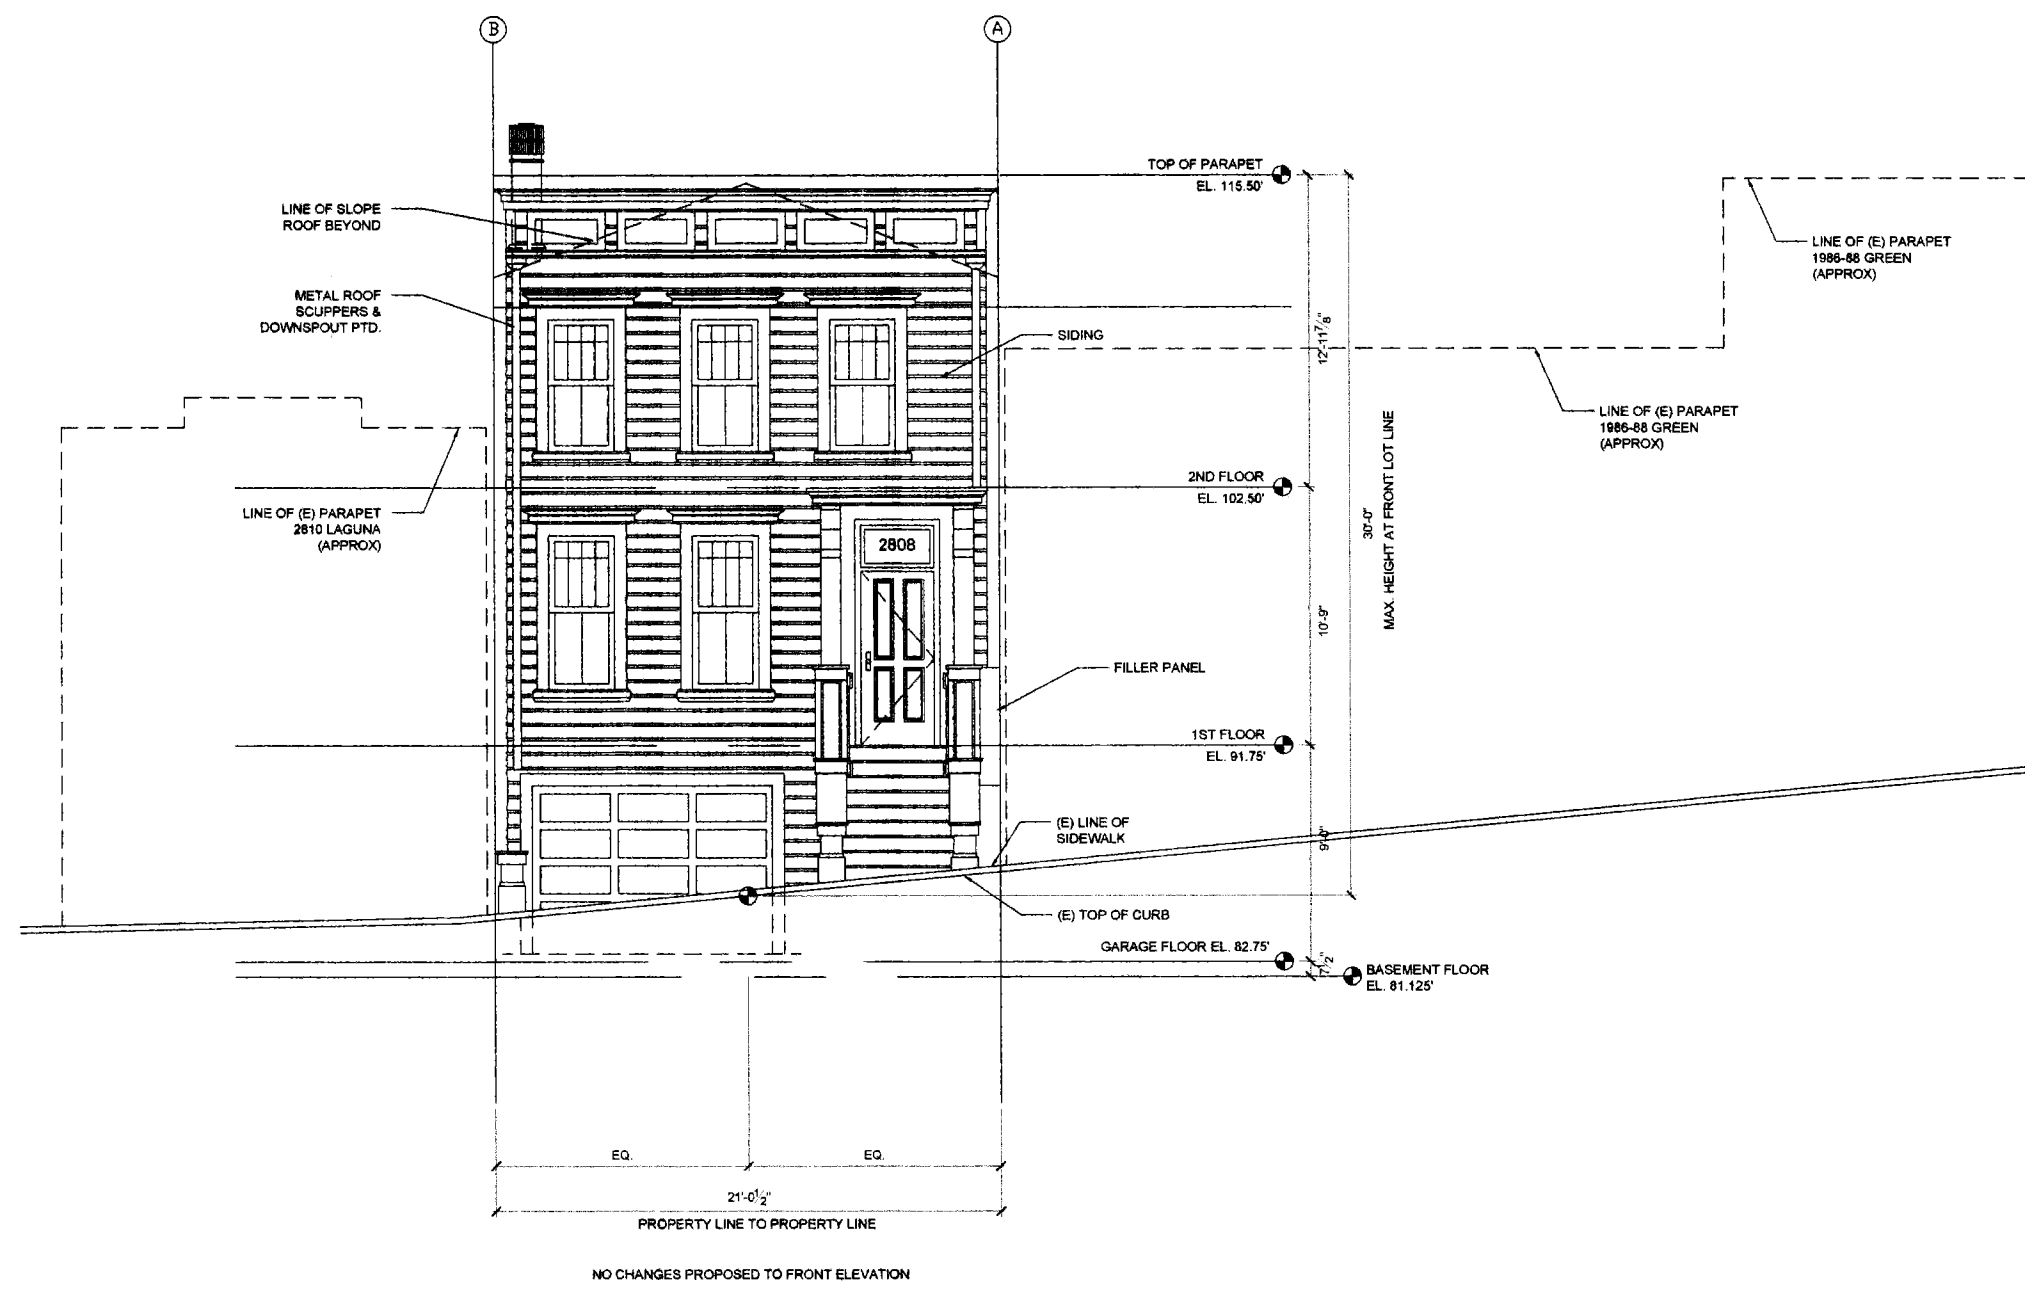 B
A
TOP OF PARAPET
EL. 115.50'
LINE OF SLOPE
ROOF BEYOND
LINE OF (E) PARAPET
1986-88 GREEN
(APPROX)
METAL ROOF
SCUPPERS &
DOWNSPOUT PTD.
SIDING
12'-11 7/8"
LINE OF (E) PARAPET
1986-88 GREEN
(APPROX)
2ND FLOOR
EL. 102.50'
LINE OF (E) PARAPET
2810 LAGUNA
(APPROX)
30'-0"
MAX. HEIGHT AT FRONT LOT LINE
2808
10'-9"
FILLER PANEL
1ST FLOOR
EL. 91.75'
(E) LINE OF
SIDEWALK
9'-0"
(E) TOP OF CURB
GARAGE FLOOR EL. 82.75'
7 1/2"
BASEMENT FLOOR
EL. 81.125'
EQ.
EQ.
21'-0 1/2"
PROPERTY LINE TO PROPERTY LINE
NO CHANGES PROPOSED TO FRONT ELEVATION